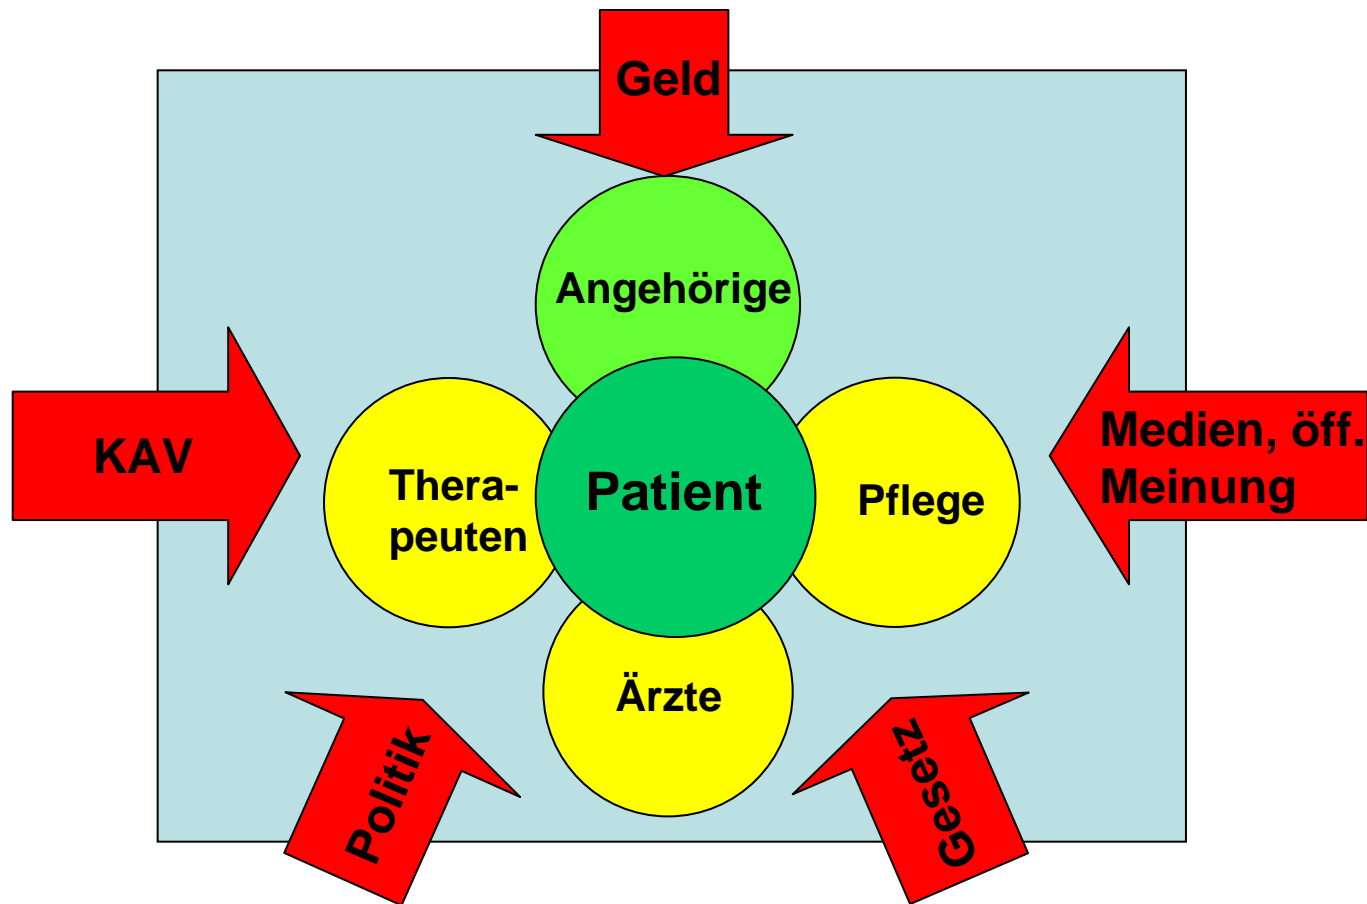 Geld
Angehörige
KAV
Medien, öff.
Meinung
Thera-
peuten
Patient
Pflege
Ärzte
Politik
Gesetz